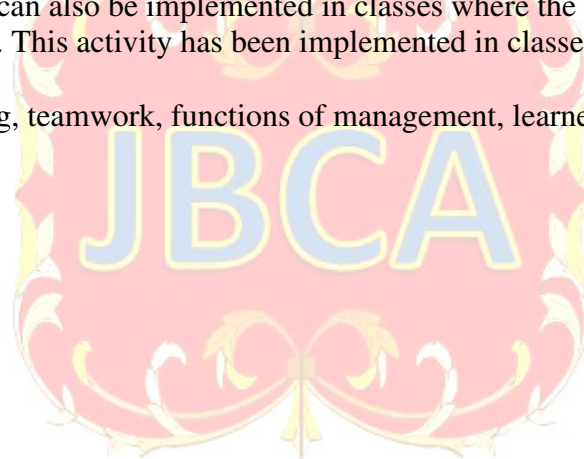 can also be implemented in classes where the
. This activity has been implemented in classe
g, teamwork, functions of management, learne
JBCA